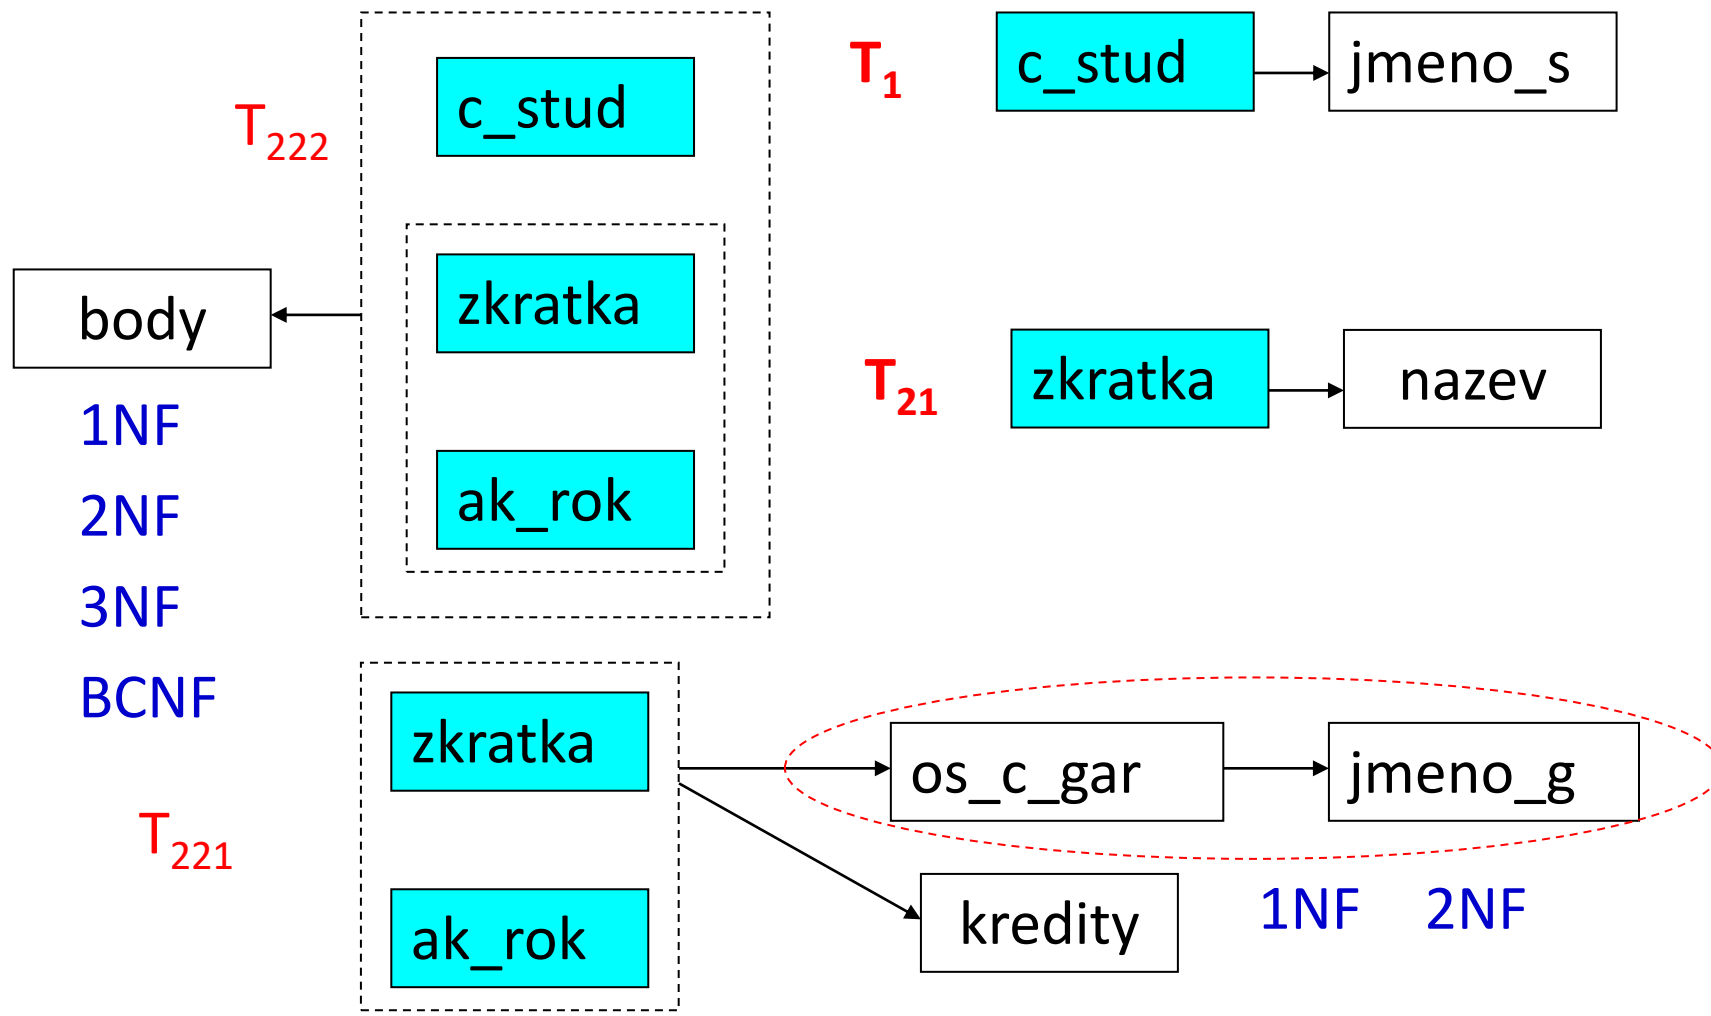 T222
c_stud
zkratka
ak_rok
body
1NF
2NF
3NF
BCNF
T1
c_stud
jmeno_s
T21
zkratka
nazev
T221
zkratka
ak_rok
os_c_gar
jmeno_g
kredity
1NF 2NF